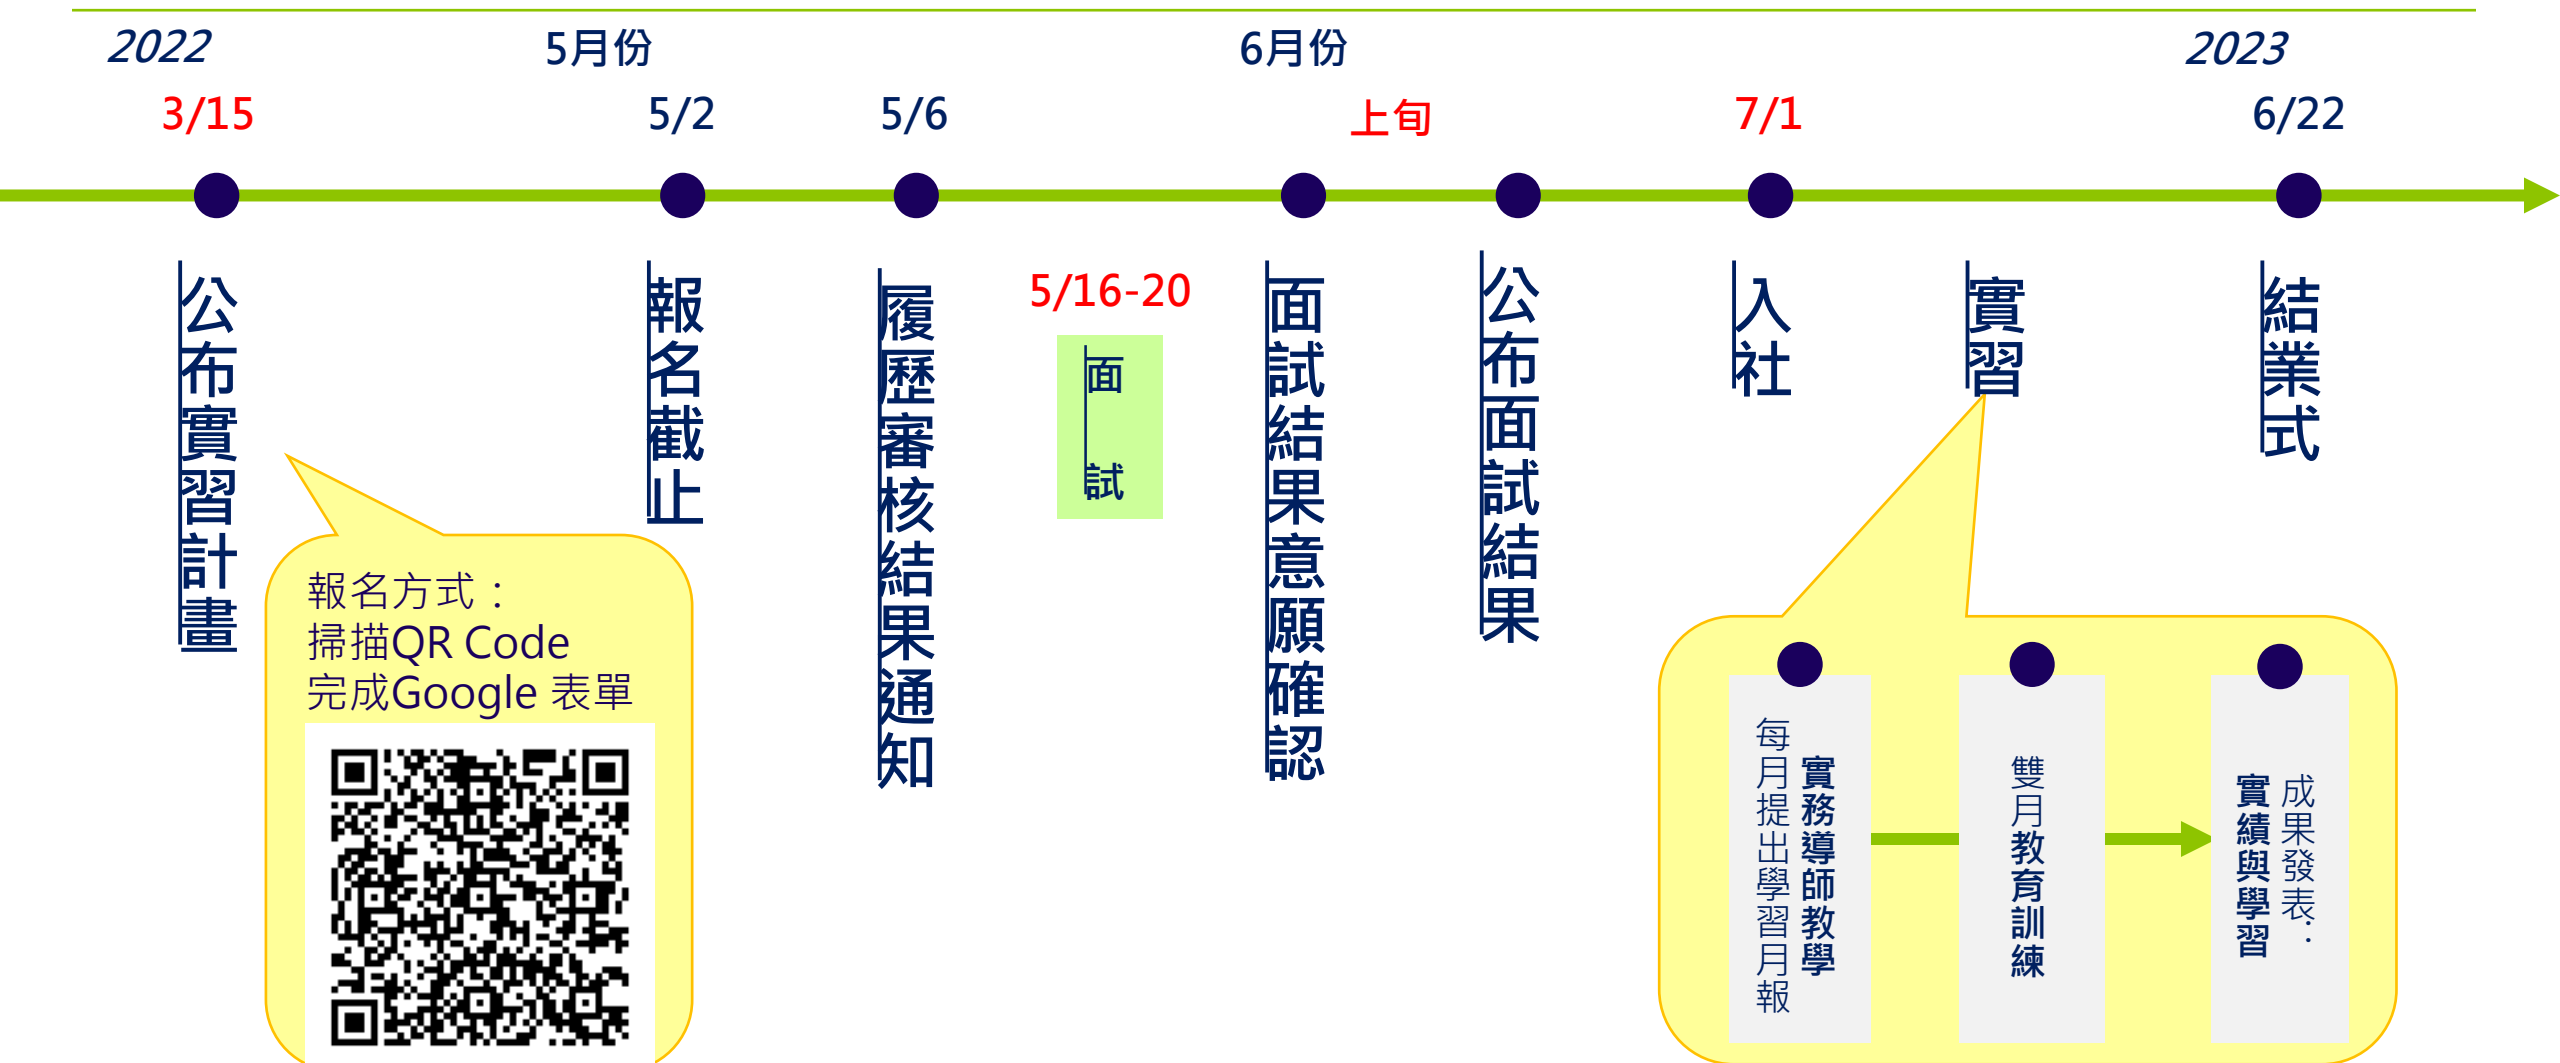 2022
5月份
6月份
2023
3/15
5/2
5/6
上旬
7/1
6/22
公布實習計畫
報名截止
履歷審核結果通知
5/16-20
面試
面試結果意願確認
公布面試結果
入社
實習
結業式
報名方式：
掃描QR Code
完成Google 表單
實務導師教學
每月提出學習月報
雙月教育訓練
成果發表：
實績與學習